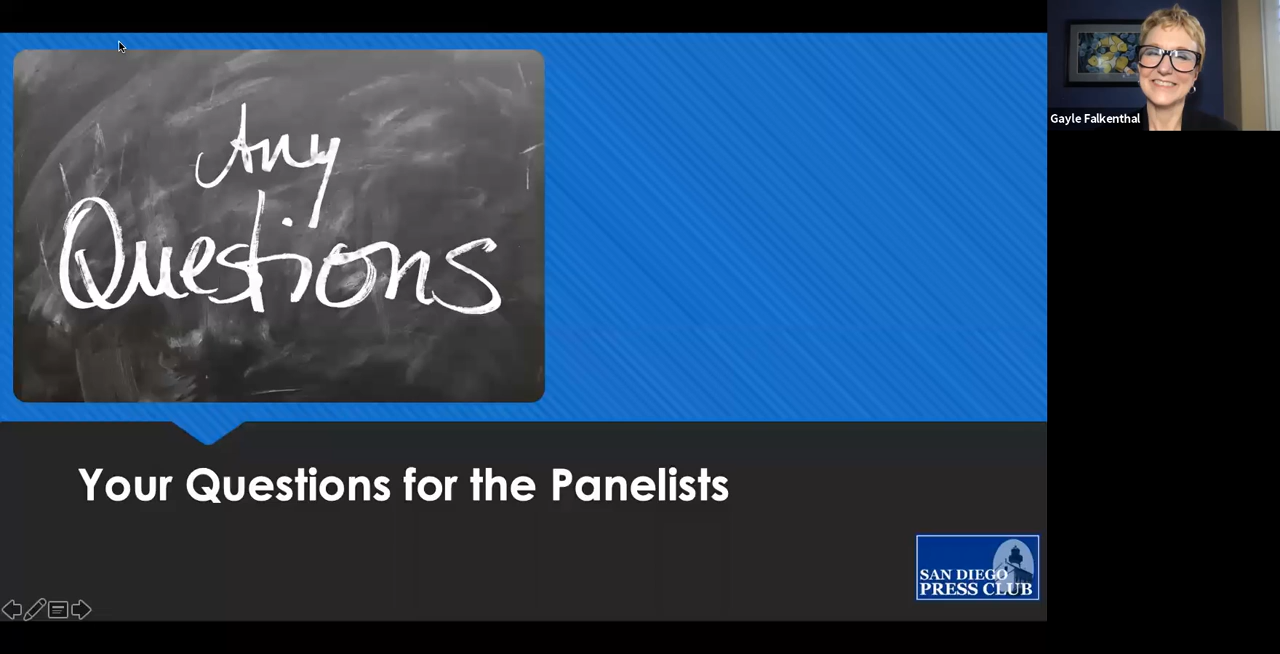 Any
Questions
Your Questions for the Panelists
SAN DIEGO
PRESS CLUB
Gayle Falkenthal